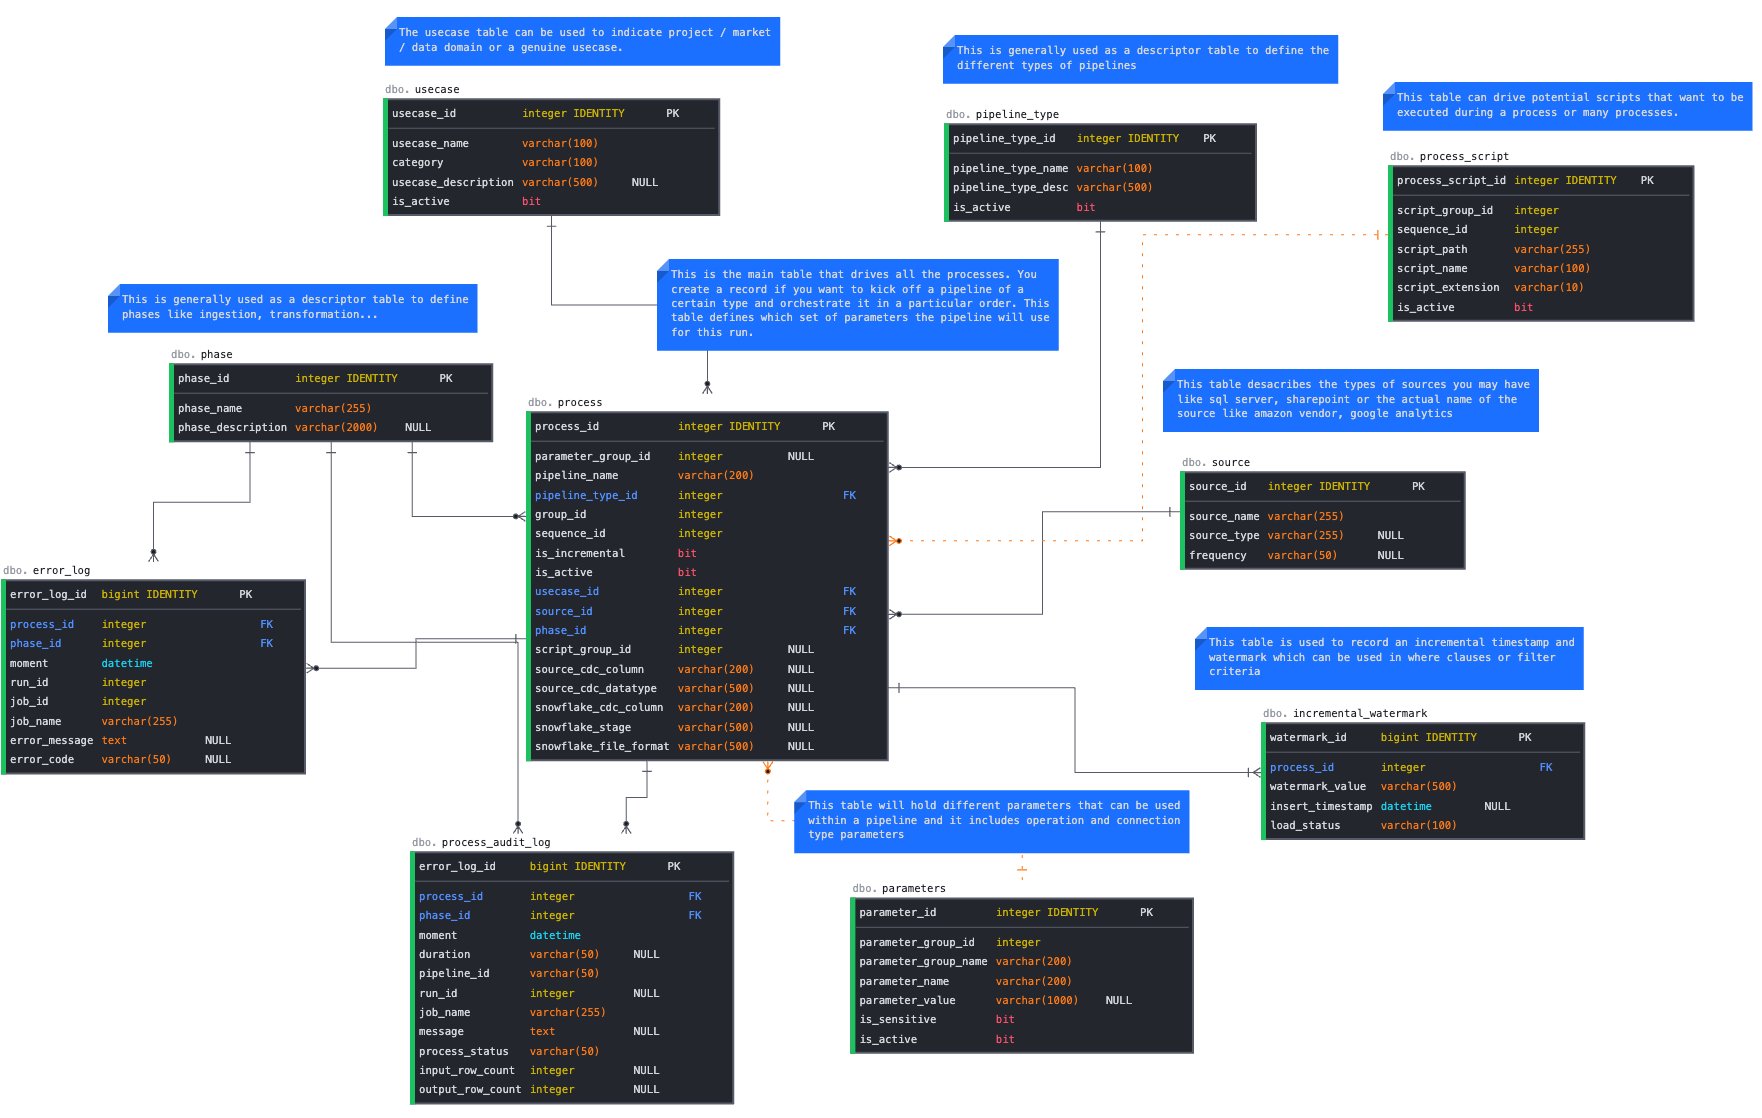 The usecase table can be used to indicate project / market
/ data domain or a genuine usecase.
dbo. usecase
usecase_id integer IDENTITY PK
usecase_name varchar(100)
category varchar(100)
usecase_description varchar(500) NULL
is_active bit
This is generally used as a descriptor table to define the
different types of pipelines
dbo. pipeline_type
pipeline_type_id integer IDENTITY PK
pipeline_type_name varchar(100)
pipeline_type_desc varchar(500)
is_active bit
This table can drive potential scripts that want to be
executed during a process or many processes.
dbo. process_script
process_script_id integer IDENTITY PK
script_group_id integer
sequence_id integer
script_path varchar(255)
script_name varchar(100)
script_extension varchar(10)
is_active bit
This is generally used as a descriptor table to define
phases like ingestion, transformation...
dbo. phase
phase_id integer IDENTITY PK
phase_name varchar(255)
phase_description varchar(2000) NULL
This is the main table that drives all the processes. You
create a record if you want to kick off a pipeline of a
certain type and orchestrate it in a particular order. This
table defines which set of parameters the pipeline will use
for this run.
dbo. process
process_id integer IDENTITY PK
parameter_group_id integer NULL
pipeline_name varchar(200)
pipeline_type_id integer FK
group_id integer
sequence_id integer
is_incremental bit
is_active bit
usecase_id integer FK
source_id integer FK
phase_id integer FK
script_group_id integer NULL
source_cdc_column varchar(200) NULL
source_cdc_datatype varchar(500) NULL
snowflake_cdc_column varchar(200) NULL
snowflake_stage varchar(500) NULL
snowflake_file_format varchar(500) NULL
This table desacribes the types of sources you may have
like sql server, sharepoint or the actual name of the
source like amazon vendor, google analytics
dbo. source
source_id integer IDENTITY PK
source_name varchar(255)
source_type varchar(255) NULL
frequency varchar(50) NULL
dbo. error_log
error_log_id bigint IDENTITY PK
process_id integer FK
phase_id integer FK
moment datetime
run_id integer
job_id integer
job_name varchar(255)
error_message text NULL
error_code varchar(50) NULL
This table is used to record an incremental timestamp and
watermark which can be used in where clauses or filter
criteria
dbo. incremental_watermark
watermark_id bigint IDENTITY PK
process_id integer FK
watermark_value varchar(500)
insert_timestamp datetime NULL
load_status varchar(100)
dbo. process_audit_log
error_log_id bigint IDENTITY PK
process_id integer FK
phase_id integer FK
moment datetime
duration varchar(50) NULL
pipeline_id varchar(50)
run_id integer NULL
job_name varchar(255)
message text NULL
process_status varchar(50)
input_row_count integer NULL
output_row_count integer NULL
This table will hold different parameters that can be used
within a pipeline and it includes operation and connection
type parameters
dbo. parameters
parameter_id integer IDENTITY PK
parameter_group_id integer
parameter_group_name varchar(200)
parameter_name varchar(200)
parameter_value varchar(1000) NULL
is_sensitive bit
is_active bit